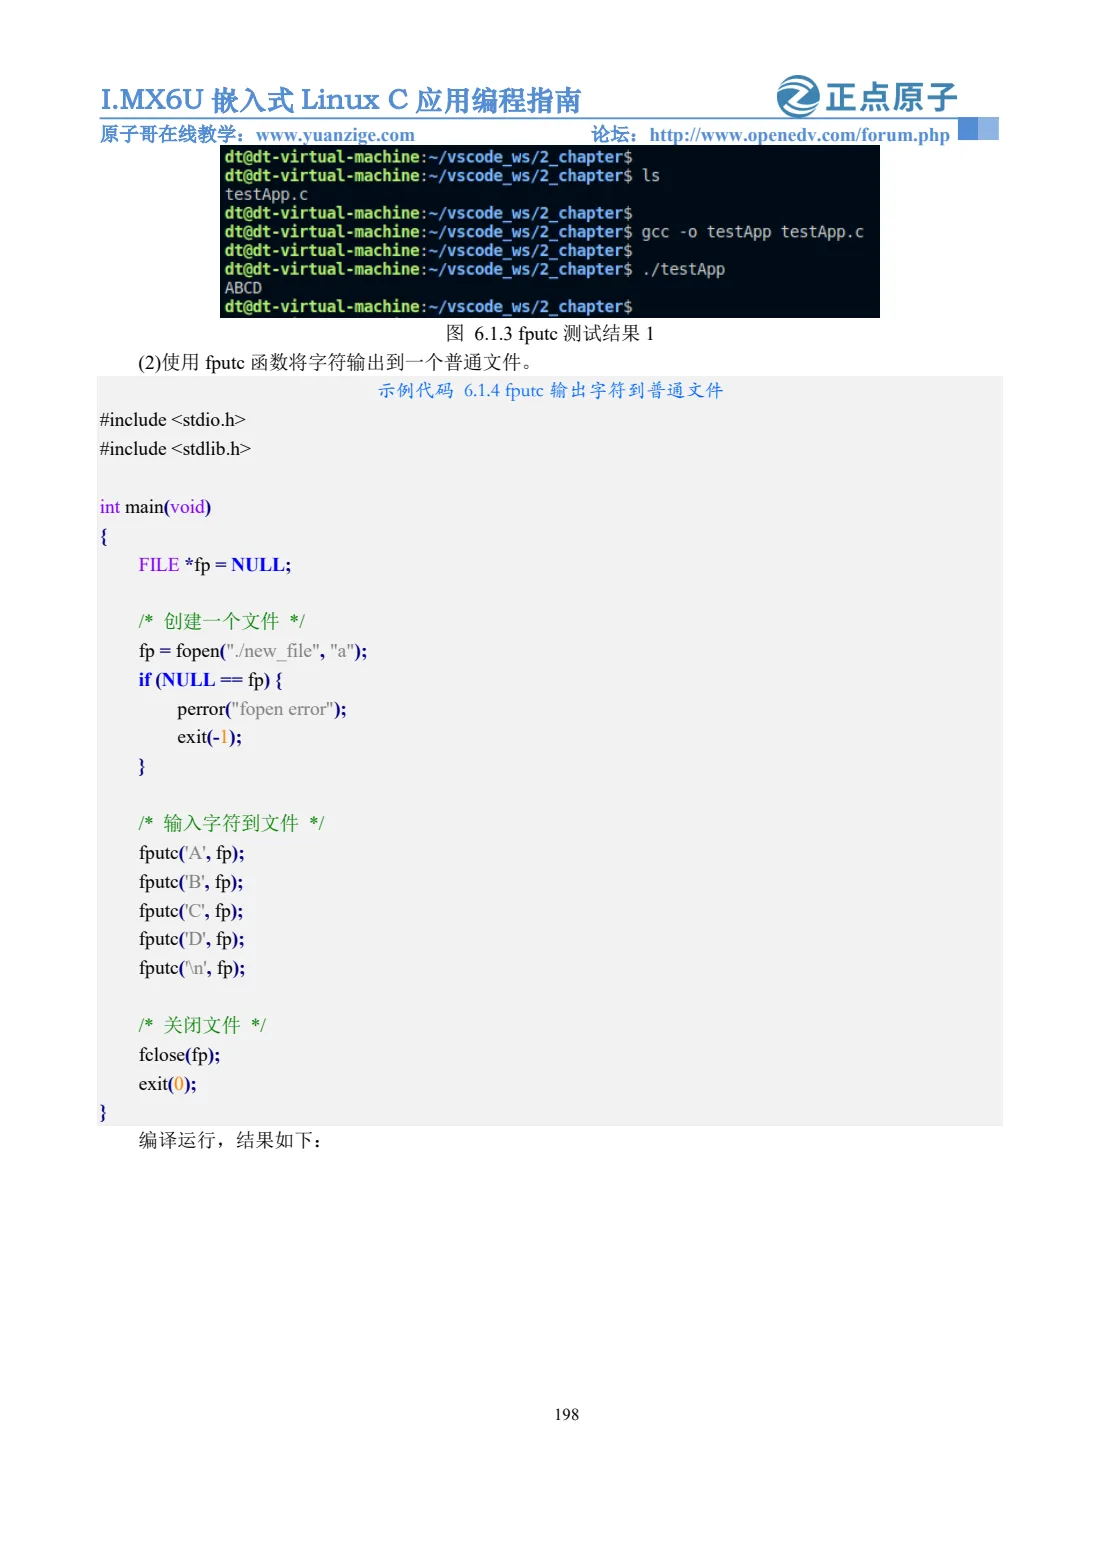 I.MX6U 嵌入式 Linux C 应用编程指南
正点原子
原子哥在线教学：www.yuanzige.com 论坛：http://www.openedv.com/forum.php
dt@dt-virtual-machine:~/vscode_ws/2_chapter$
dt@dt-virtual-machine:~/vscode_ws/2_chapter$ ls
testApp.c
dt@dt-virtual-machine:~/vscode_ws/2_chapter$
dt@dt-virtual-machine:~/vscode_ws/2_chapter$ gcc -o testApp testApp.c
dt@dt-virtual-machine:~/vscode_ws/2_chapter$
dt@dt-virtual-machine:~/vscode_ws/2_chapter$ ./testApp
ABCD
dt@dt-virtual-machine:~/vscode_ws/2_chapter$
图 6.1.3 fputc 测试结果 1
(2)使用 fputc 函数将字符输出到一个普通文件。
示例代码 6.1.4 fputc 输出字符到普通文件
#include <stdio.h>
#include <stdlib.h>
int main(void)
{
FILE *fp = NULL;
/* 创建一个文件 */
fp = fopen("./new_file", "a");
if (NULL == fp) {
perror("fopen error");
exit(-1);
}
/* 输入字符到文件 */
fputc('A', fp);
fputc('B', fp);
fputc('C', fp);
fputc('D', fp);
fputc('\n', fp);
/* 关闭文件 */
fclose(fp);
exit(0);
}
编译运行，结果如下：
198